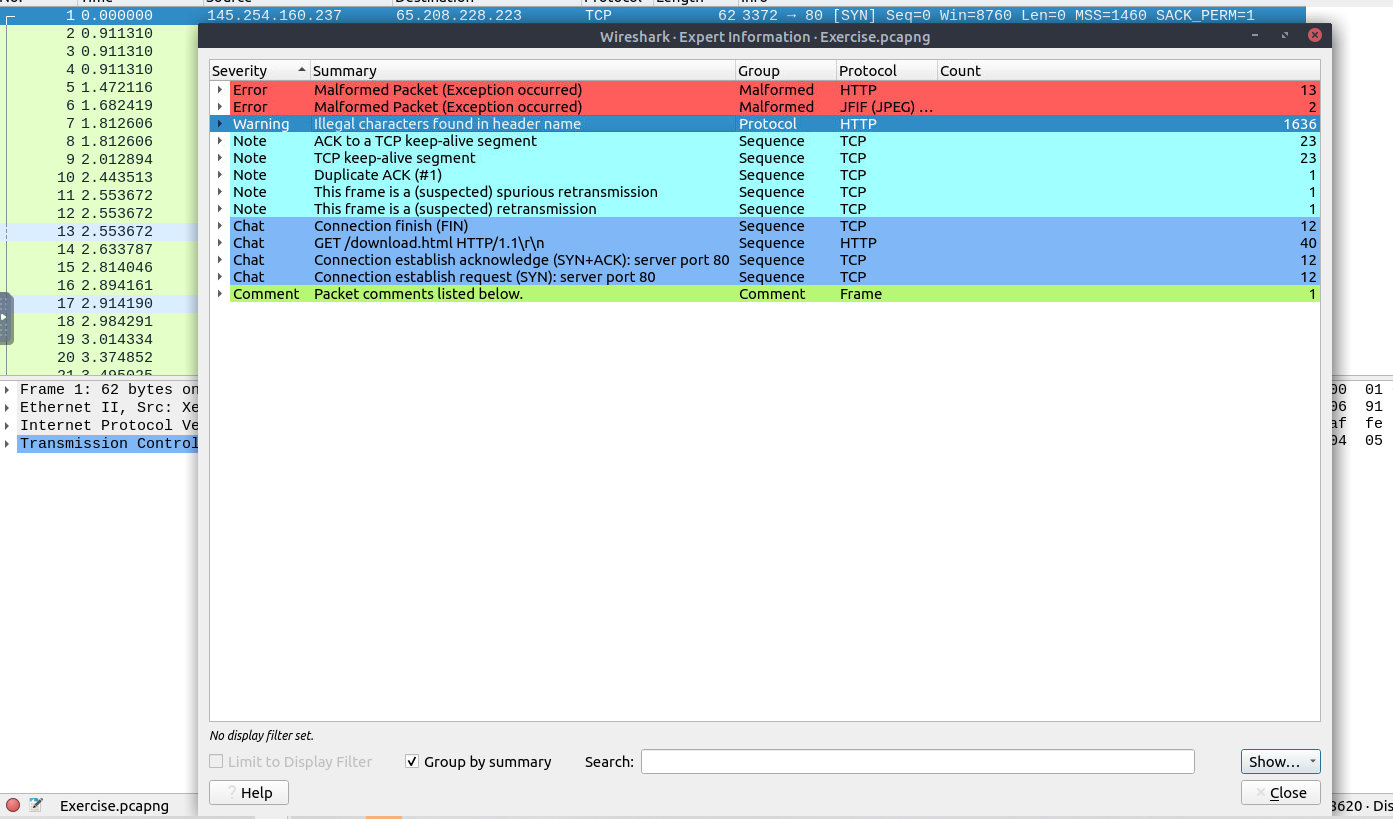 No. Time Source Destination Protocol Length Info
1 0.000000 145.254.160.237 65.208.228.223 TCP 62 3372 → 80 [SYN] Seq=0 Win=8760 Len=0 MSS=1460 SACK_PERM=1
2 0.911310
3 0.911310
4 0.911310
5 1.472116
6 1.682419
7 1.812606
8 1.812606
9 2.012894
10 2.443513
11 2.553672
12 2.553672
13 2.553672
14 2.633787
15 2.814046
16 2.894161
17 2.914190
18 2.984291
19 3.014334
20 3.374852
21 3.495025
Frame 1: 62 bytes on
Ethernet II, Src: Xe
Internet Protocol Ve
Transmission Control
Wireshark · Expert Information · Exercise.pcapng
Severity Summary Group Protocol Count
Error Malformed Packet (Exception occurred) Malformed HTTP 13
Error Malformed Packet (Exception occurred) Malformed JFIF (JPEG) … 2
Warning Illegal characters found in header name Protocol HTTP 1636
Note ACK to a TCP keep-alive segment Sequence TCP 23
Note TCP keep-alive segment Sequence TCP 23
Note Duplicate ACK (#1) Sequence TCP 1
Note This frame is a (suspected) spurious retransmission Sequence TCP 1
Note This frame is a (suspected) retransmission Sequence TCP 1
Chat Connection finish (FIN) Sequence TCP 12
Chat GET /download.html HTTP/1.1\r\n Sequence HTTP 40
Chat Connection establish acknowledge (SYN+ACK): server port 80 Sequence TCP 12
Chat Connection establish request (SYN): server port 80 Sequence TCP 12
Comment Packet comments listed below. Comment Frame 1
No display filter set.
Limit to Display Filter Group by summary Search: Show…
? Help Close
00 01
06 91
af fe
04 05
Exercise.pcapng 3620 · Dis